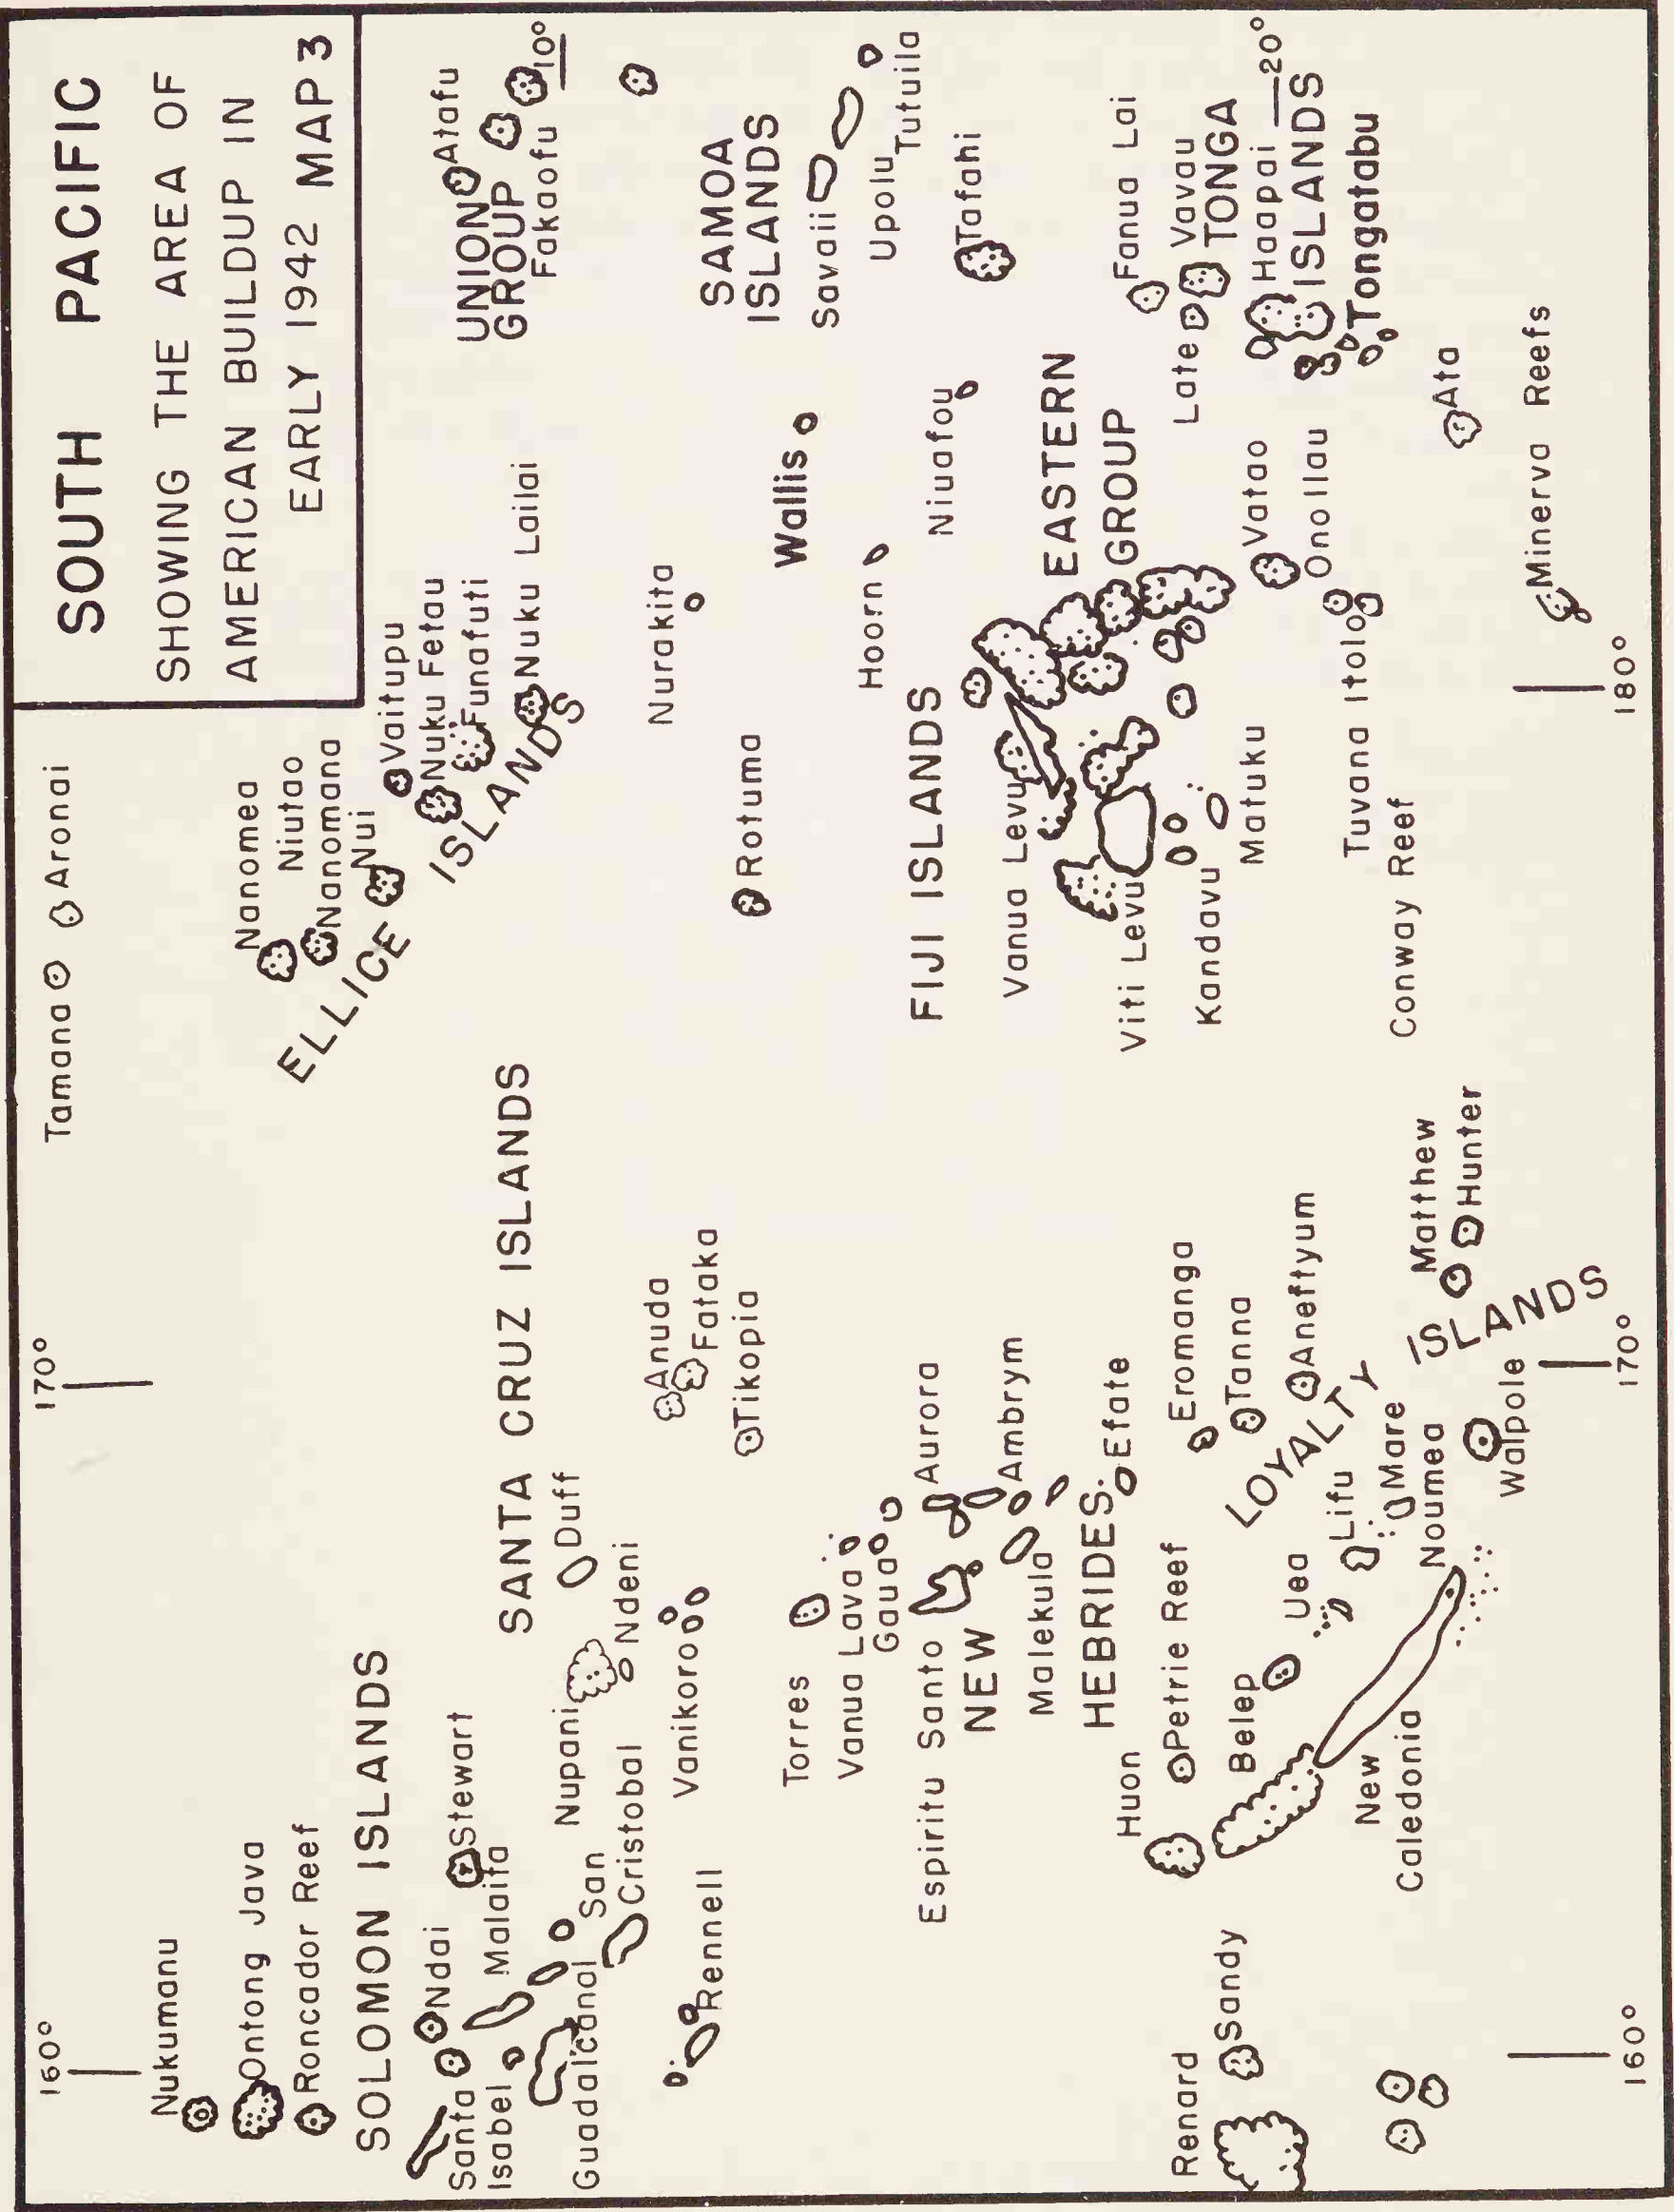 SOUTH PACIFIC
SHOWING THE AREA OF
AMERICAN BUILDUP IN
EARLY 1942 MAP 3
170°
160°
Tamana
Aronai
Nukumanu
Ontong Java
Roncador Reef
Nanomea
Niutao
Nanomana
Nui
Vaitupu
Nuku Fetau
Funafuti
Nuku Lailai
ELLICE ISLANDS
UNION
GROUP
Atafu
Fakaofu
10°
SOLOMON ISLANDS
Ndai
Stewart
Malaita
Santa
Isabel
Guadalcanal
San
Cristobal
Rennell
SANTA CRUZ ISLANDS
Duff
Nupani
Ndeni
Vanikoro
Anuda
Fataka
Tikopia
Nurakita
Rotuma
Wallis
Hoorn
SAMOA
ISLANDS
Savaii
Upolu
Tutuila
Tafahi
Niuafou
Torres
Vanua Lava
Gaua
Espiritu Santo
Aurora
NEW
HEBRIDES
Ambrym
Malekula
Efate
Eromanga
Tanna
Aneftyum
FIJI ISLANDS
Vanua Levu
Viti Levu
Kandavu
Matuku
EASTERN
GROUP
Fanua Lai
Late
Vavau
TONGA
Haapai
ISLANDS
20°
Tongatabu
Vatao
Onollau
Tuvana Itolo
Conway Reef
Ata
Minerva Reefs
Huon
Petrie Reef
Belep
Uea
Lifu
Mare
LOYALTY ISLANDS
Noumea
New
Caledonia
Walpole
Matthew
Hunter
Renard
Sandy
160°
170°
180°